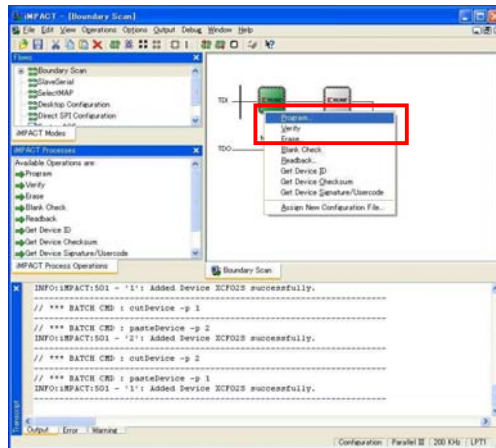 iMPACT - [Boundary Scan]
File Edit View Operations Options Output Debug Window Help
Flows
Boundary Scan
SlaveSerial
SelectMAP
Desktop Configuration
Direct SPI Configuration
iMPACT Modes
iMPACT Processes
Available Operations are:
Program
Verify
Erase
Blank Check
Readback
Get Device ID
Get Device Checksum
Get Device Signature/Usercode
iMPACT Process Operations
TDI
TDO
Program...
Verify
Erase
Blank Check
Readback...
Get Device ID
Get Device Checksum
Get Device Signature/Usercode
Assign New Configuration File...
Boundary Scan
INFO:iMPACT:501 - '1': Added Device XCF02S successfully.
// *** BATCH CMD : cutDevice -p 1
// *** BATCH CMD : pasteDevice -p 2
INFO:iMPACT:501 - '2': Added Device XCF02S successfully.
// *** BATCH CMD : cutDevice -p 2
// *** BATCH CMD : pasteDevice -p 1
INFO:iMPACT:501 - '1': Added Device XCF02S successfully.
Transcript
Output Error Warning
Configuration Parallel III 200 KHz LPT1